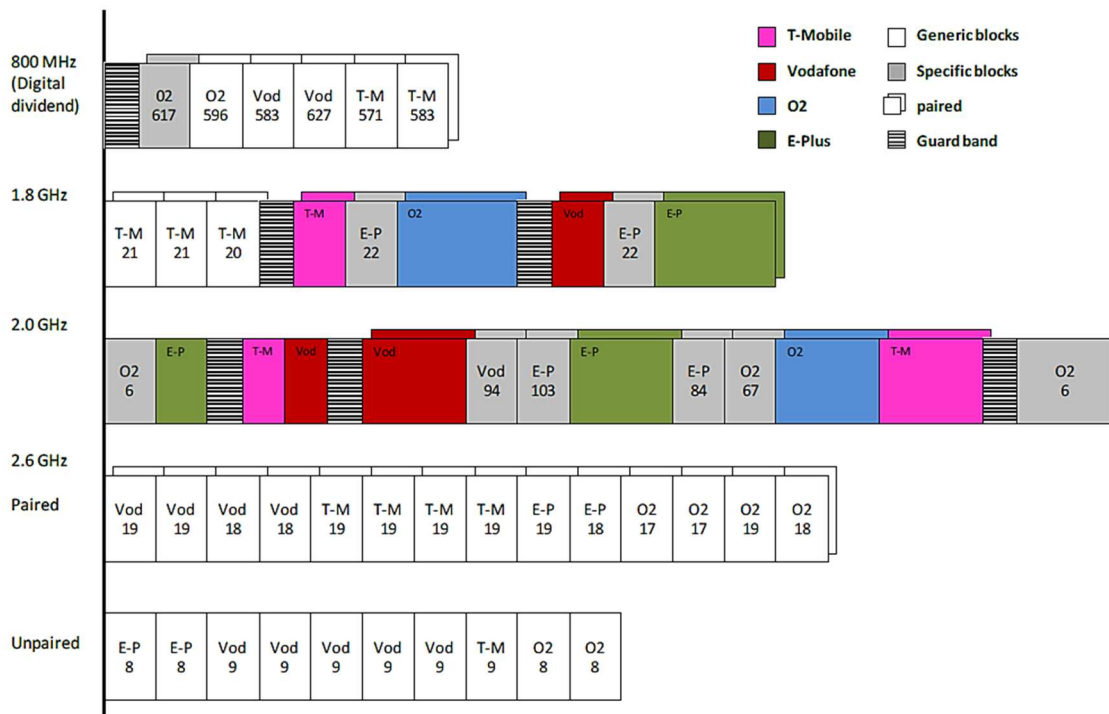 800 MHz
(Digital
dividend)
O2
617
O2
596
Vod
583
Vod
627
T-M
571
T-M
583
T-Mobile
Vodafone
O2
E-Plus
Generic blocks
Specific blocks
paired
Guard band
1.8 GHz
T-M
21
T-M
21
T-M
20
T-M
E-P
22
O2
Vod
E-P
22
E-P
2.0 GHz
O2
6
E-P
T-M
Vod
Vod
Vod
94
E-P
103
E-P
E-P
84
O2
67
O2
T-M
O2
6
2.6 GHz
Paired
Vod
19
Vod
19
Vod
18
Vod
18
T-M
19
T-M
19
T-M
19
T-M
19
E-P
19
E-P
18
O2
17
O2
17
O2
19
O2
18
Unpaired
E-P
8
E-P
8
Vod
9
Vod
9
Vod
9
Vod
9
Vod
9
T-M
9
O2
8
O2
8